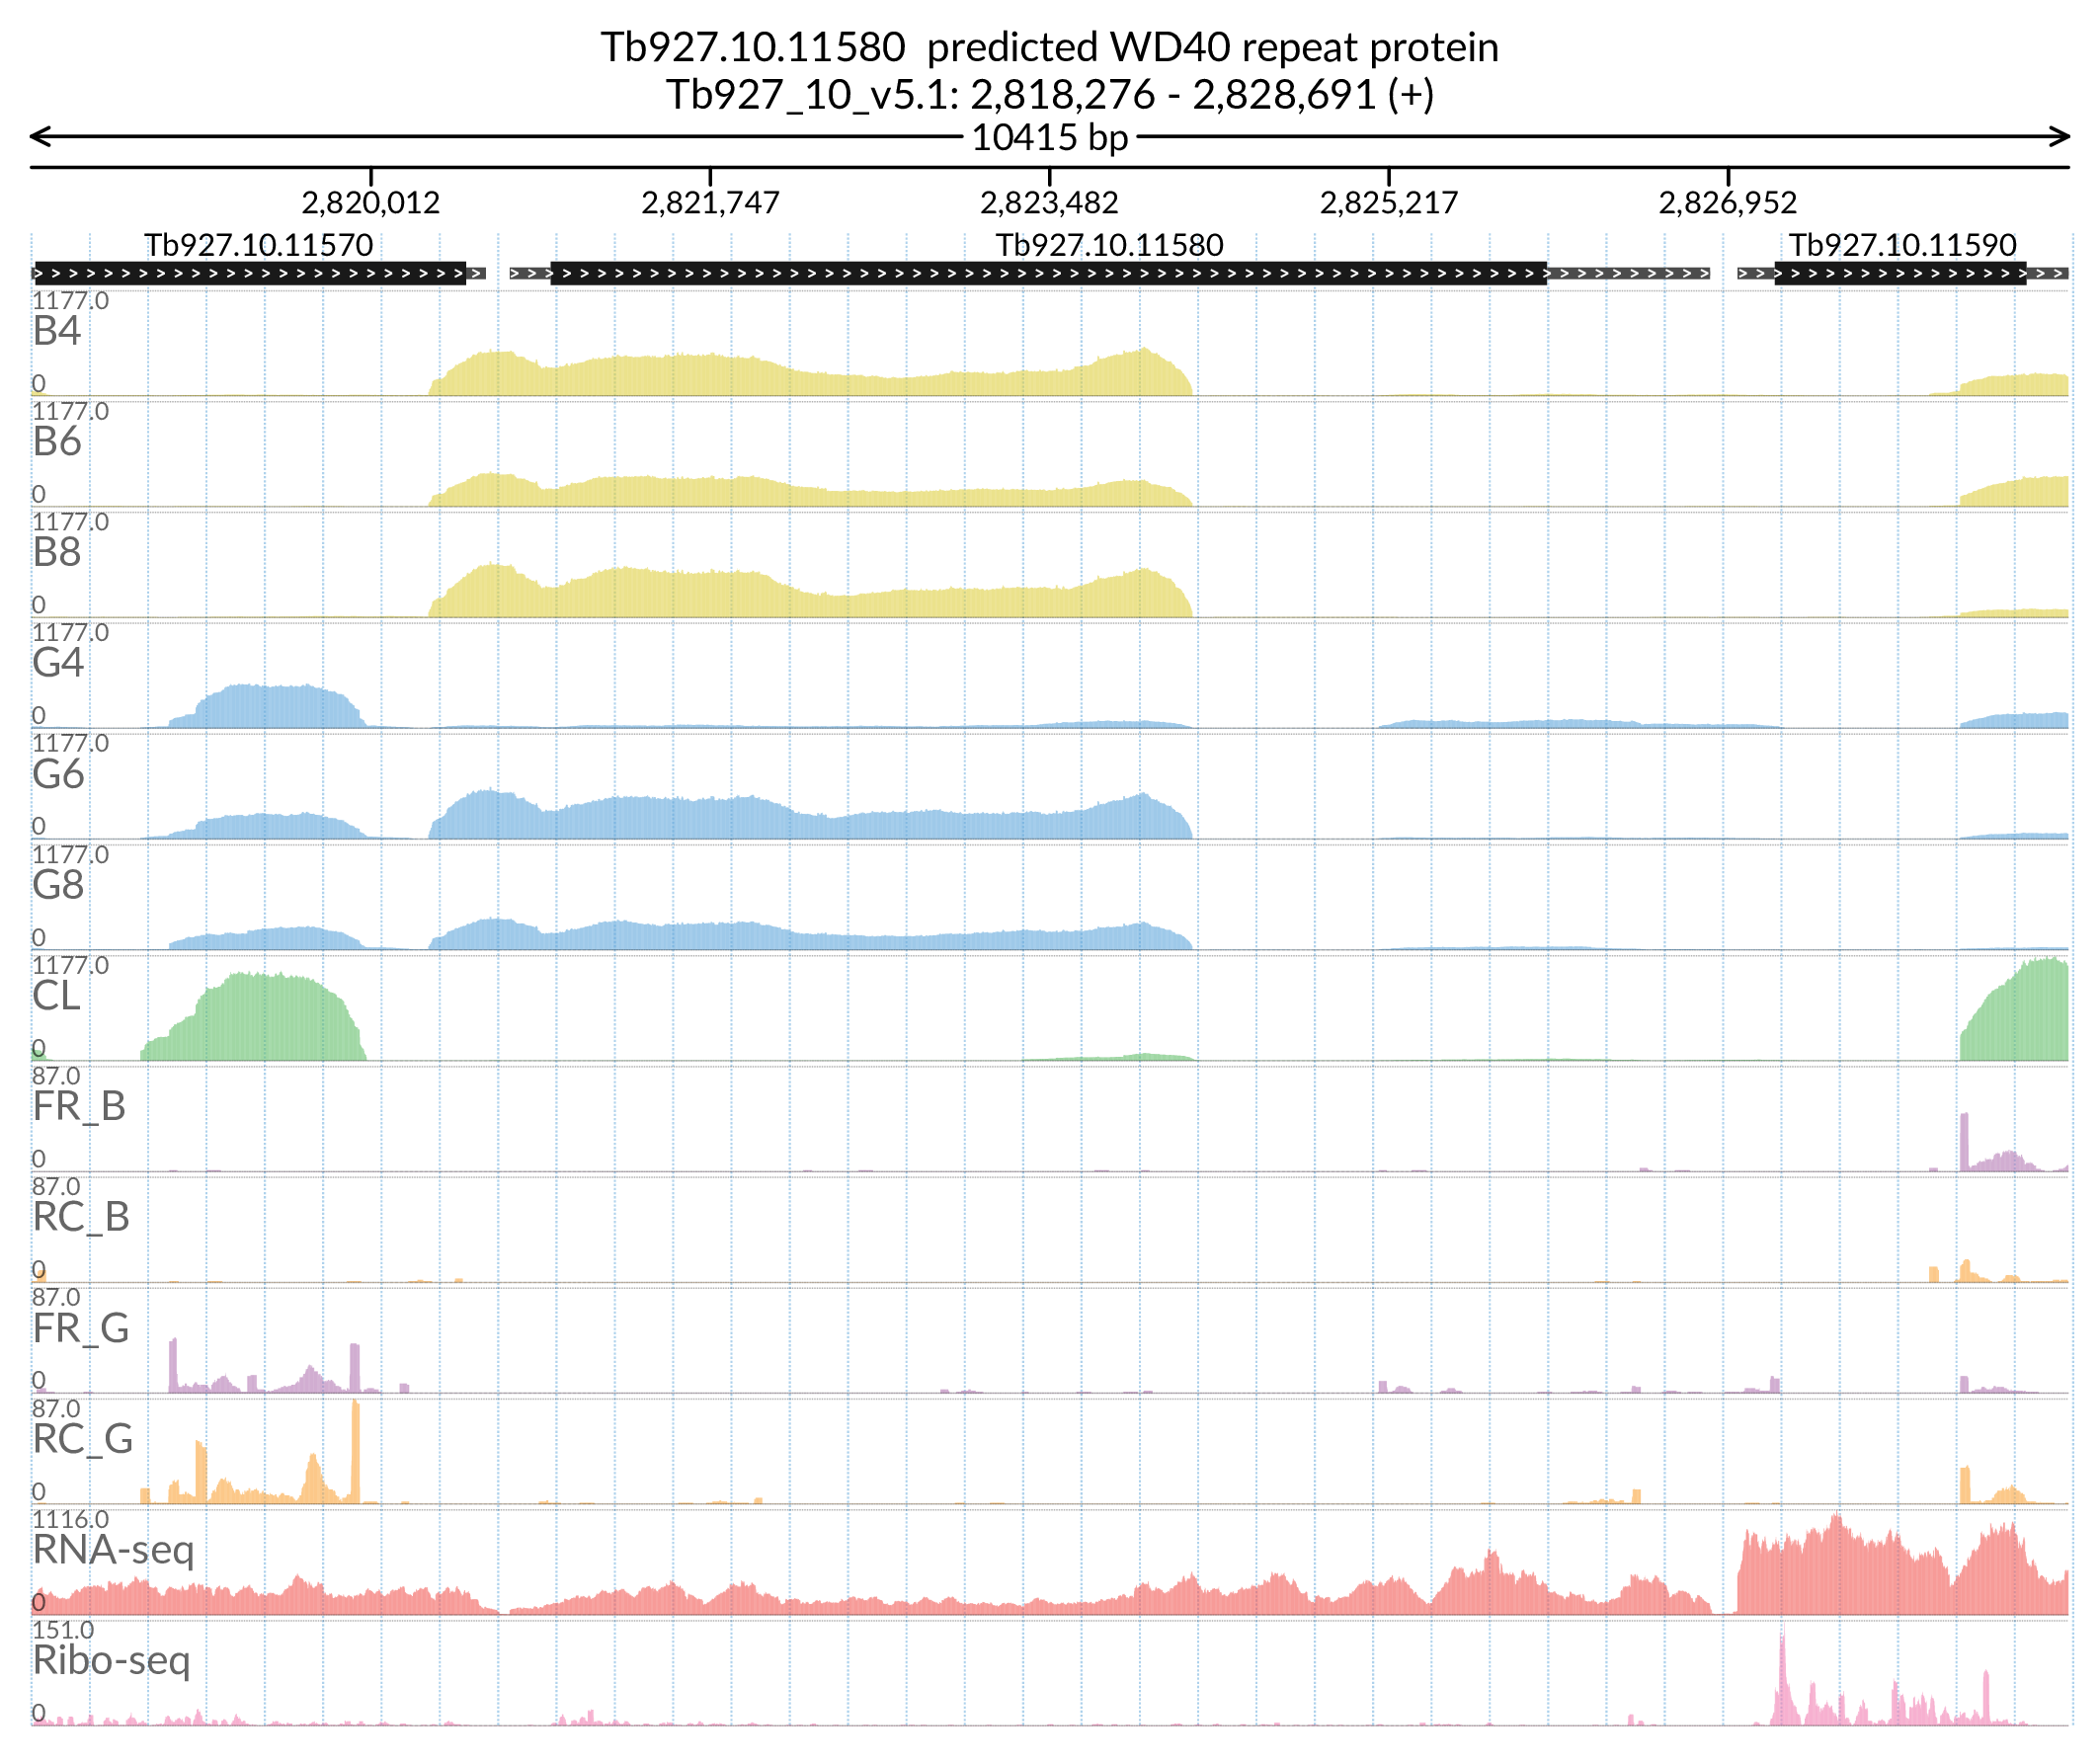 Tb927.10.11580 predicted WD40 repeat protein
Tb927_10_v5.1: 2,818,276 - 2,828,691 (+)
10415 bp
2,820,012 2,821,747 2,823,482 2,825,217 2,826,952
Tb927.10.11570 Tb927.10.11580 Tb927.10.11590
1177.0
B4
0
1177.0
B6
0
1177.0
B8
0
1177.0
G4
0
1177.0
G6
0
1177.0
G8
0
1177.0
CL
0
87.0
FR_B
0
87.0
RC_B
0
87.0
FR_G
0
87.0
RC_G
0
1116.0
RNA-seq
0
151.0
Ribo-seq
0